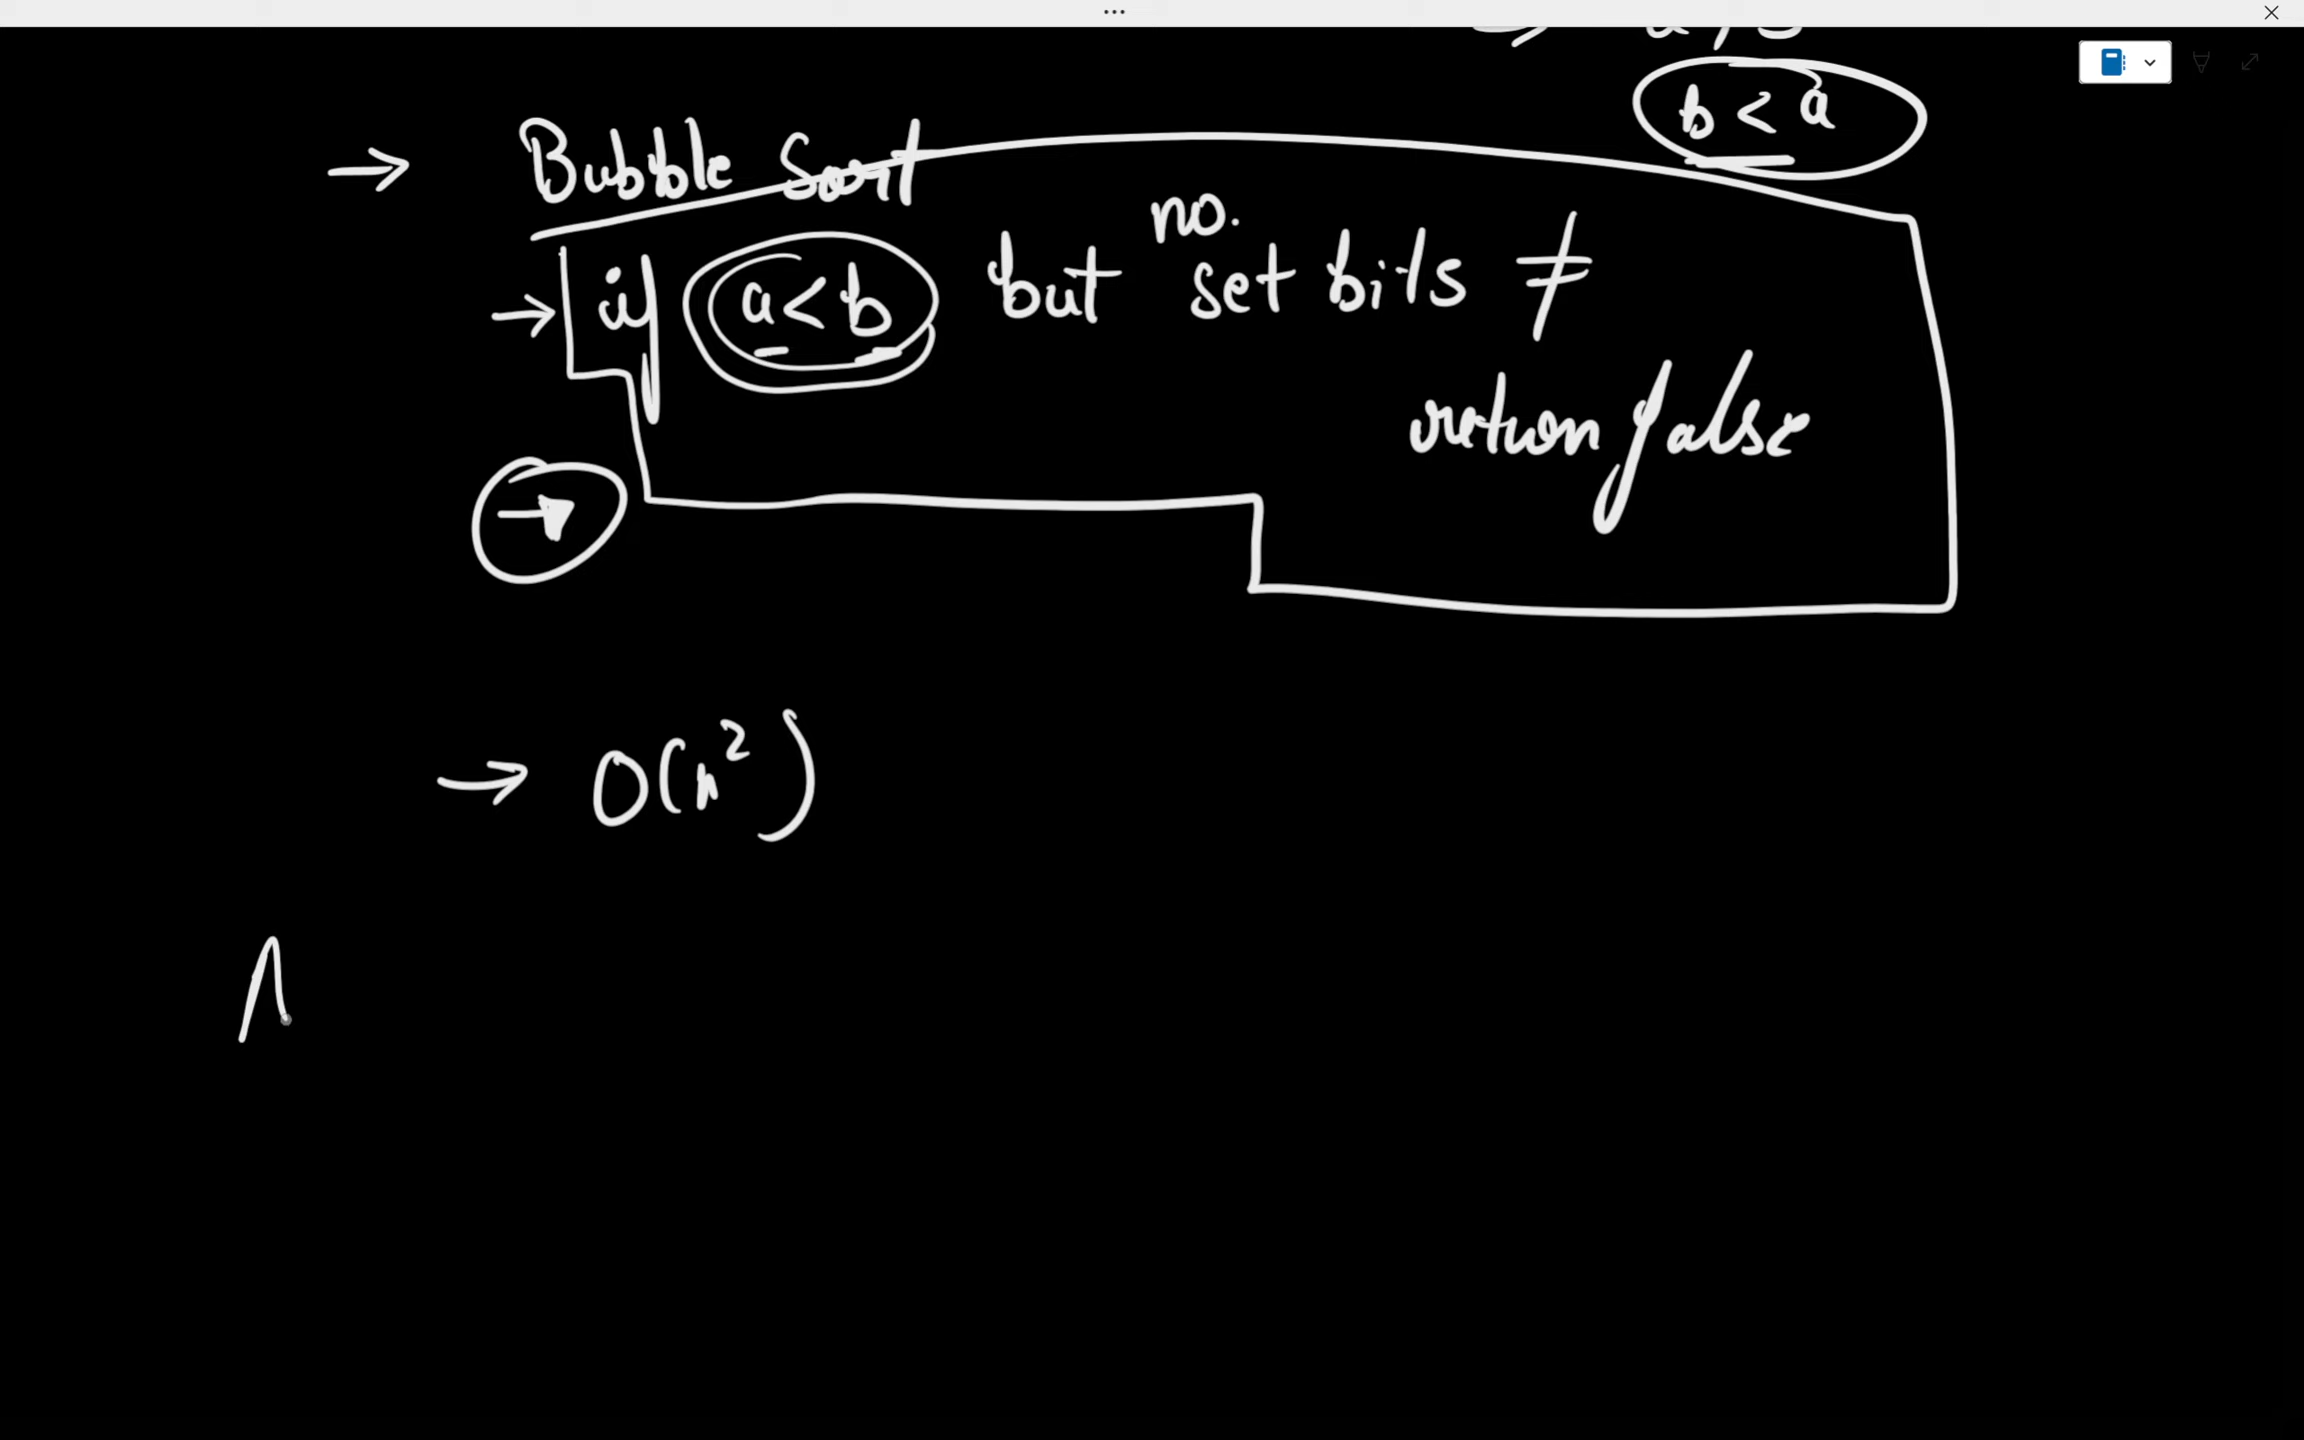 b < a
→ Bubble Sort
no.
→ if a < b but set bits ≠
return false
→
→ O(n²)